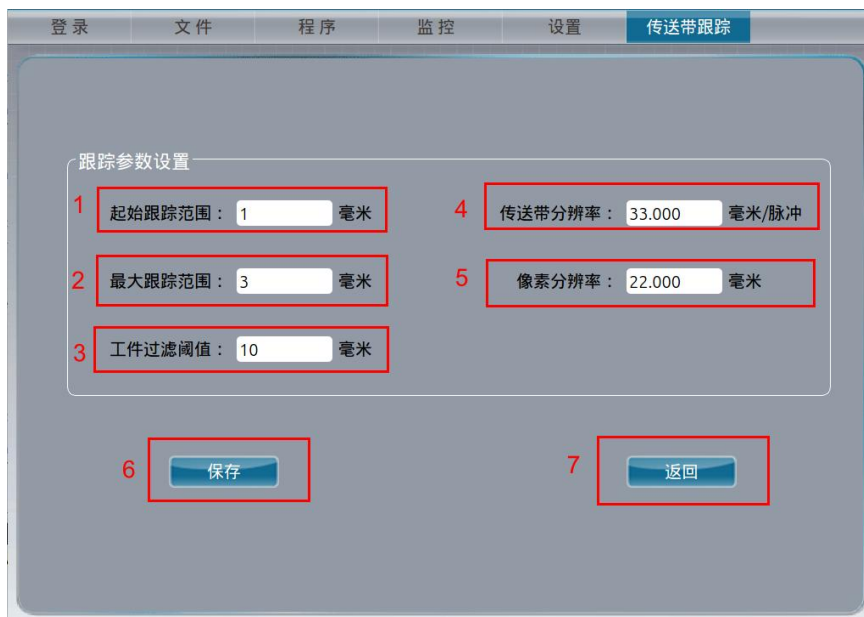 登录 文件 程序 监控 设置 传送带跟踪
跟踪参数设置
1 起始跟踪范围： 1 毫米 4 传送带分辨率： 33.000 毫米/脉冲
2 最大跟踪范围： 3 毫米 5 像素分辨率： 22.000 毫米
3 工件过滤阈值： 10 毫米
6 保存 7 返回